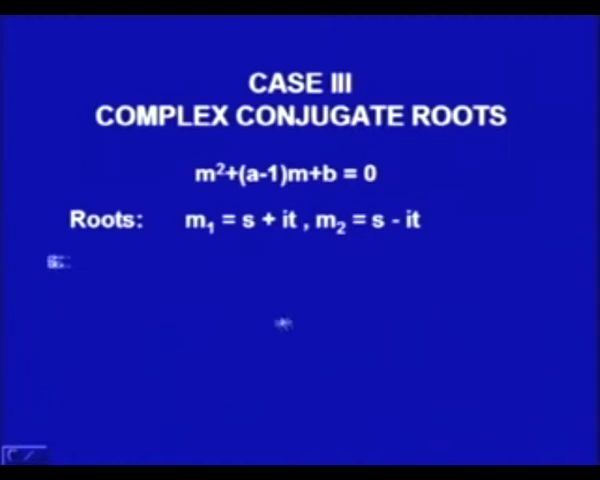 CASE III
COMPLEX CONJUGATE ROOTS
m²+(a-1)m+b = 0
Roots: m₁ = s + it , m₂ = s - it